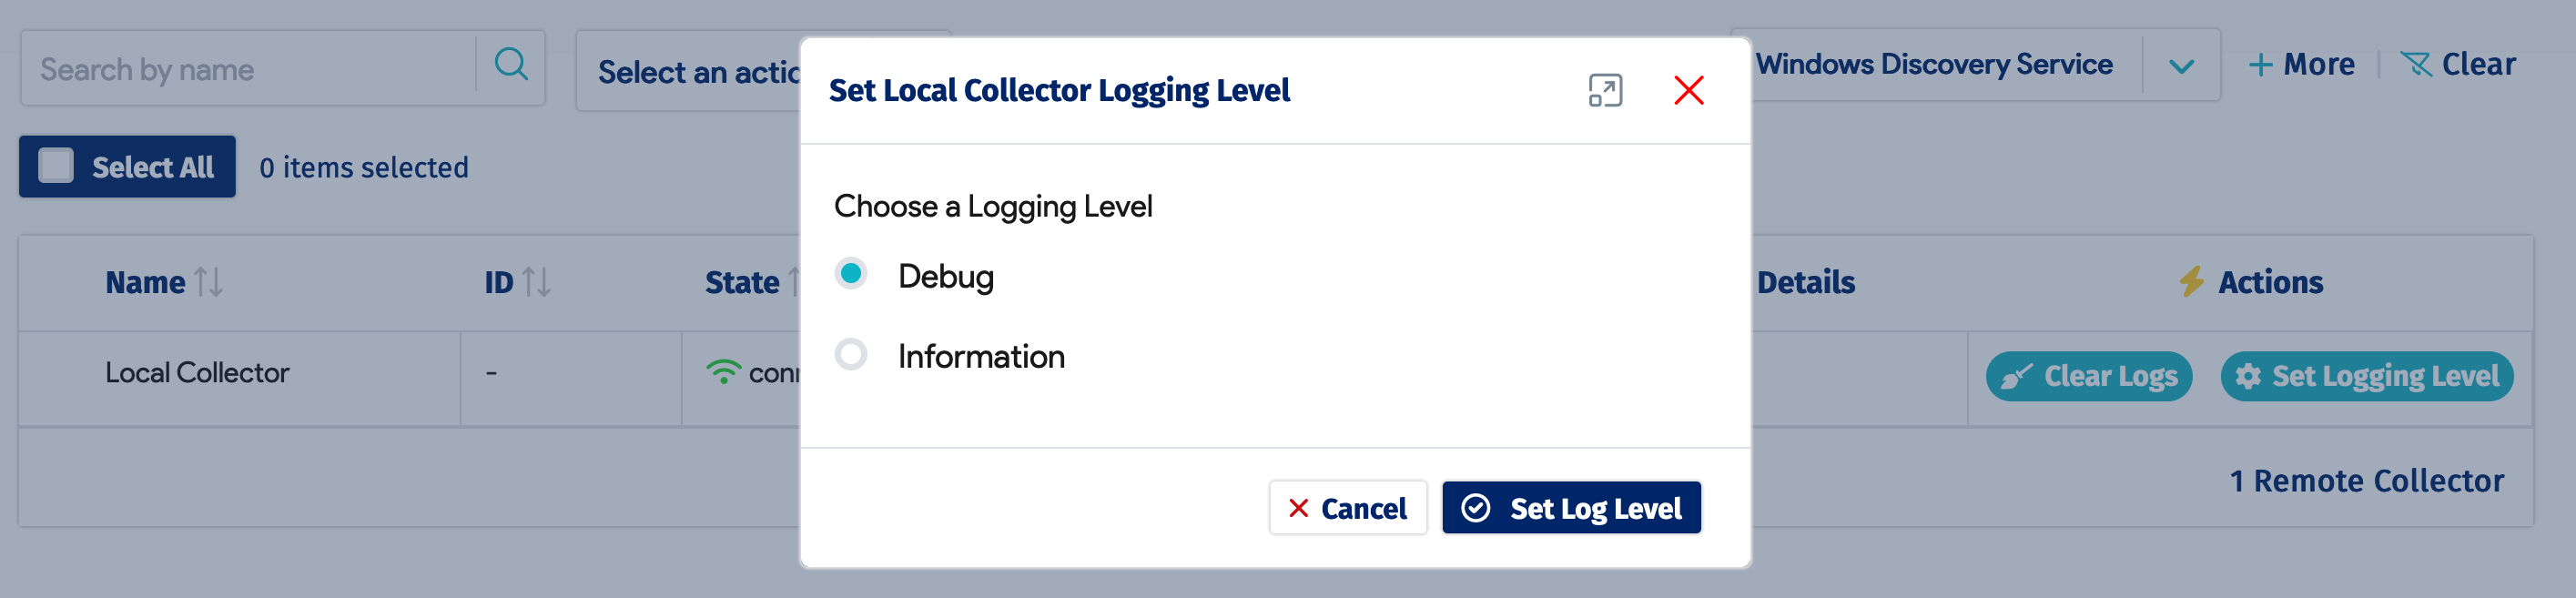 Search by name
Select an actio
Windows Discovery Service
More
Clear
Select All
0 items selected
Name
ID
State
Details
Actions
Local Collector
-
Clear Logs
Set Logging Level
1 Remote Collector
Set Local Collector Logging Level
Choose a Logging Level
Debug
Information
Cancel
Set Log Level